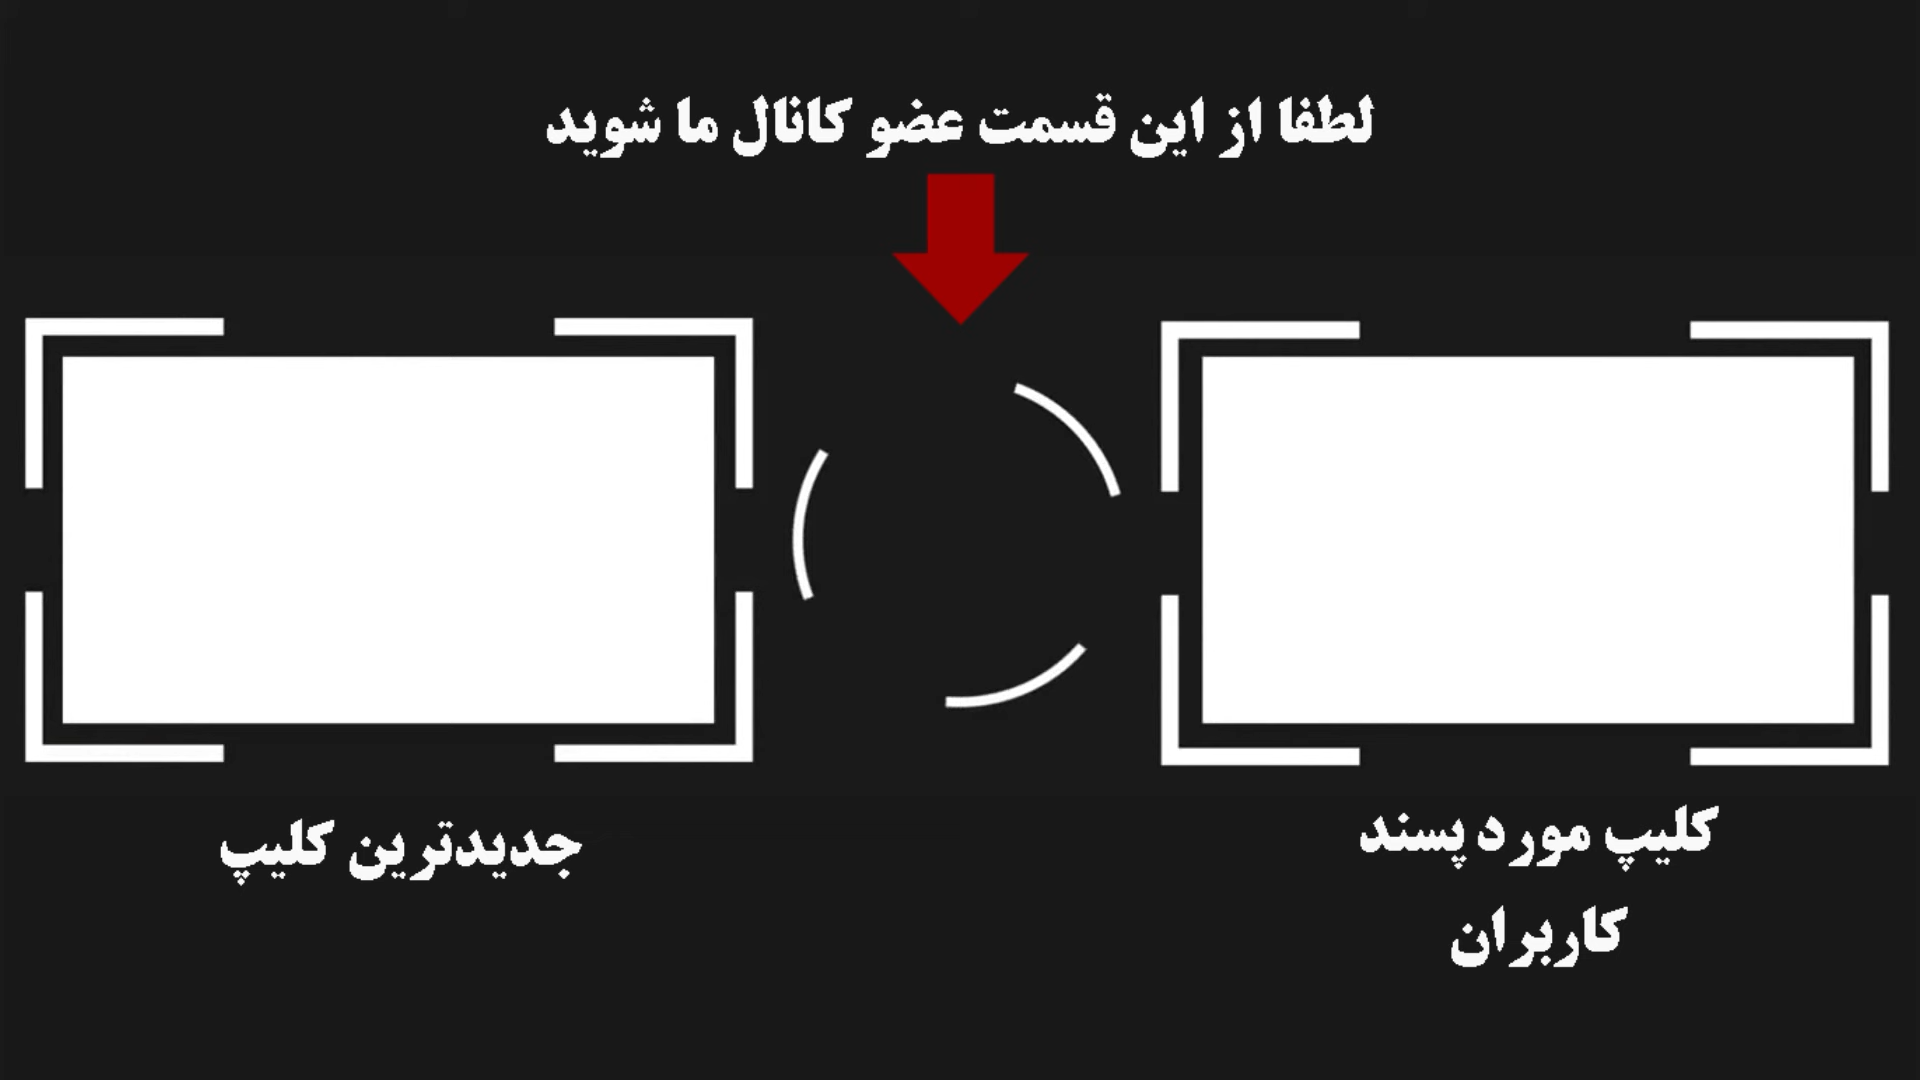 لطفا از این قسمت عضو کانال ما شوید
کلیپ مورد پسند
کاربران
جدیدترین کلیپ